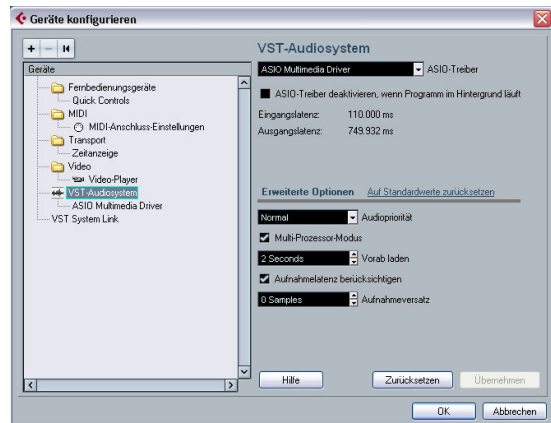 Geräte konfigurieren
Geräte
Fernbedienungsgeräte
Quick Controls
MIDI
MIDI-Anschluss-Einstellungen
Transport
Zeitanzeige
Video
Video-Player
VST-Audiosystem
ASIO Multimedia Driver
VST System Link
VST-Audiosystem
ASIO Multimedia Driver ASIO-Treiber
ASIO-Treiber deaktivieren, wenn Programm im Hintergrund läuft
Eingangslatenz: 110.000 ms
Ausgangslatenz: 749.932 ms
Erweiterte Optionen Auf Standardwerte zurücksetzen
Normal Audiopriorität
Multi-Prozessor-Modus
2 Seconds Vorab laden
Aufnahmelatenz berücksichtigen
0 Samples Aufnahmeversatz
Hilfe Zurücksetzen Übernehmen
OK Abbrechen